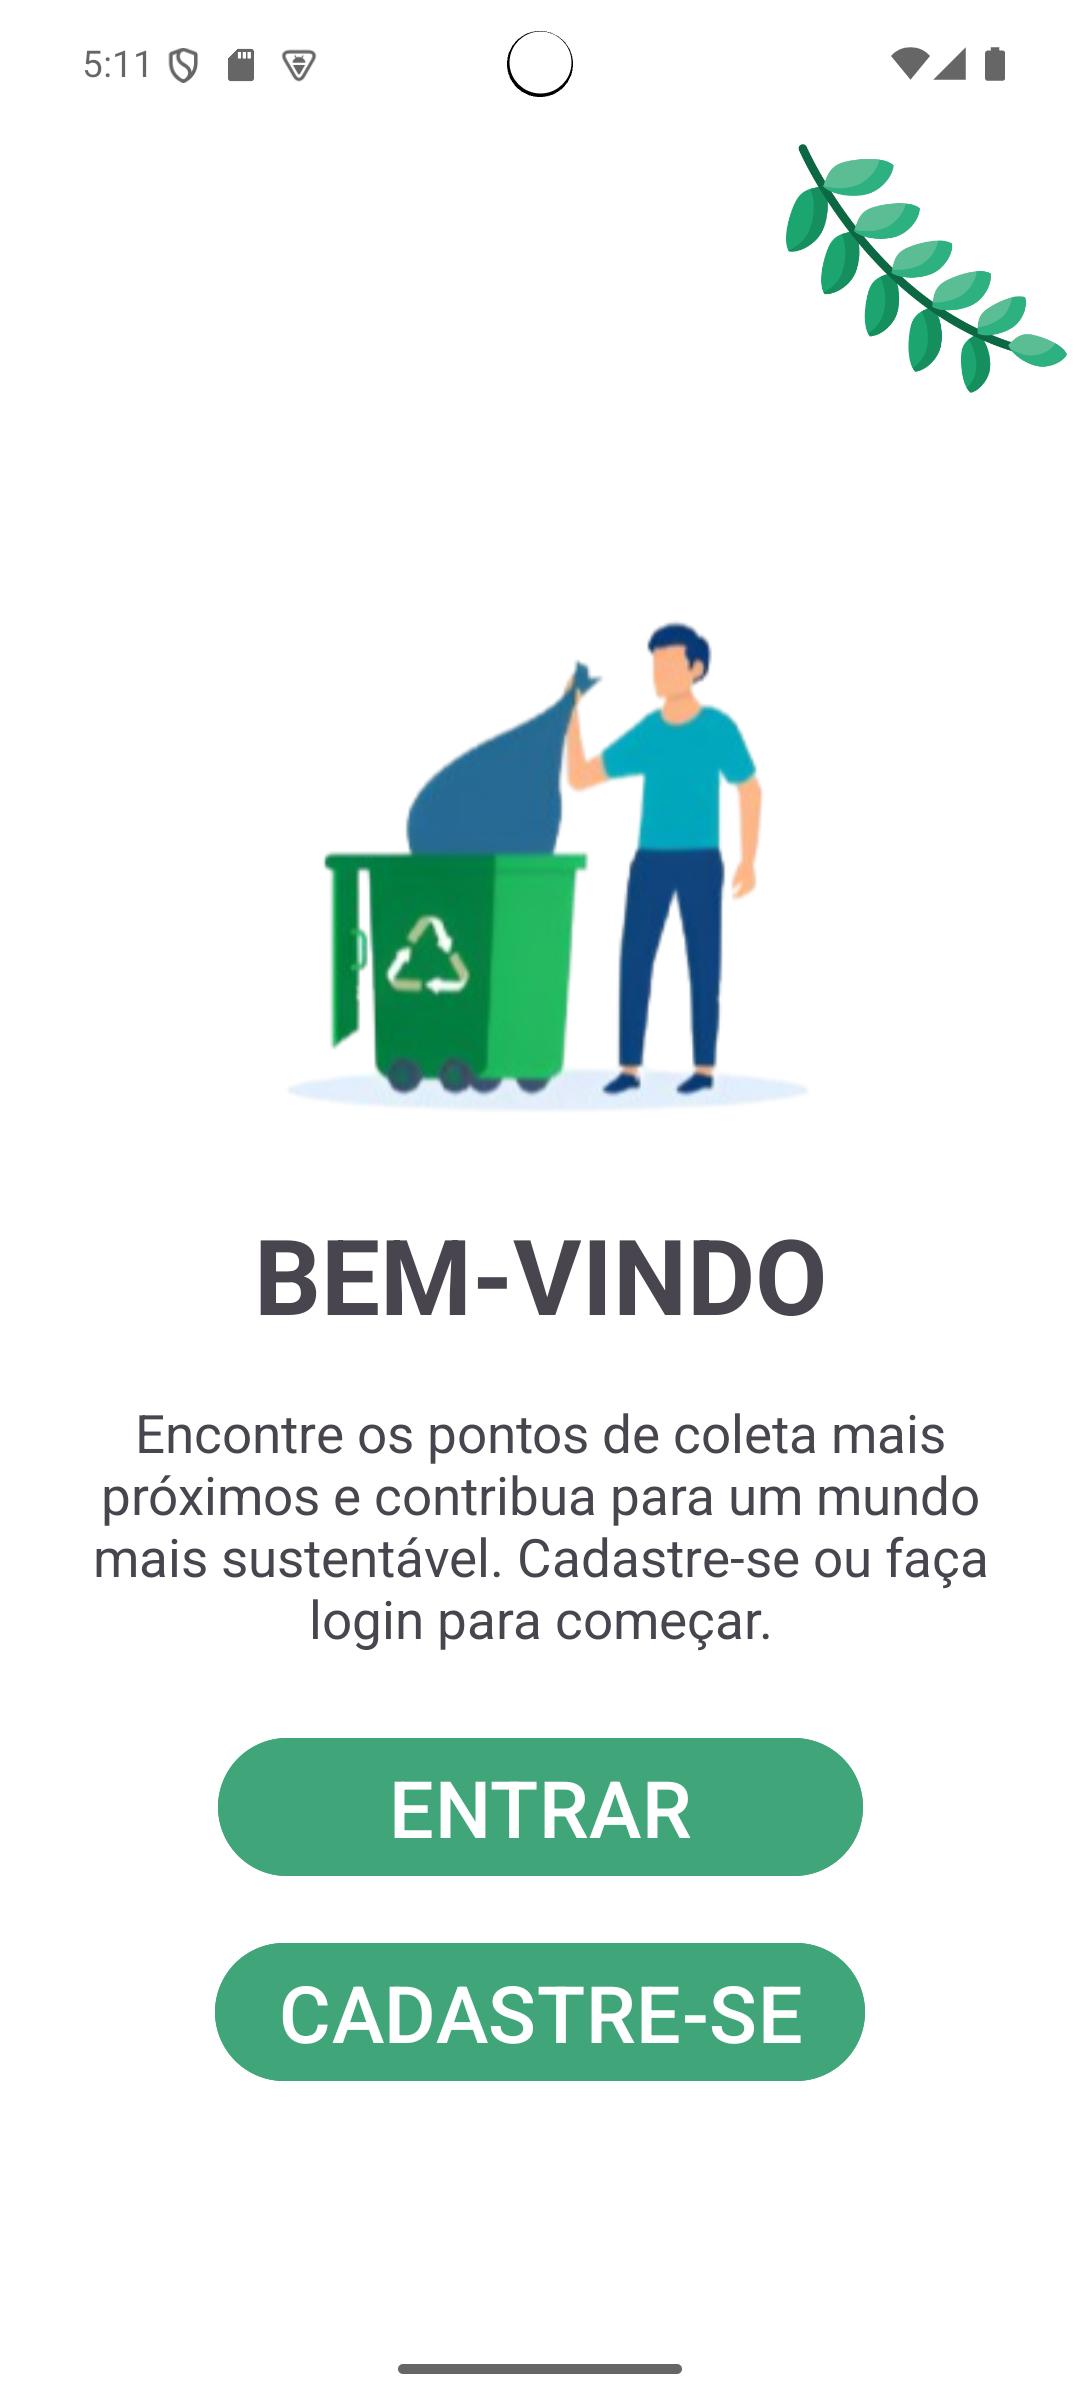 5:11
BEM-VINDO
Encontre os pontos de coleta mais
próximos e contribua para um mundo
mais sustentável. Cadastre-se ou faça
login para começar.
ENTRAR
CADASTRE-SE